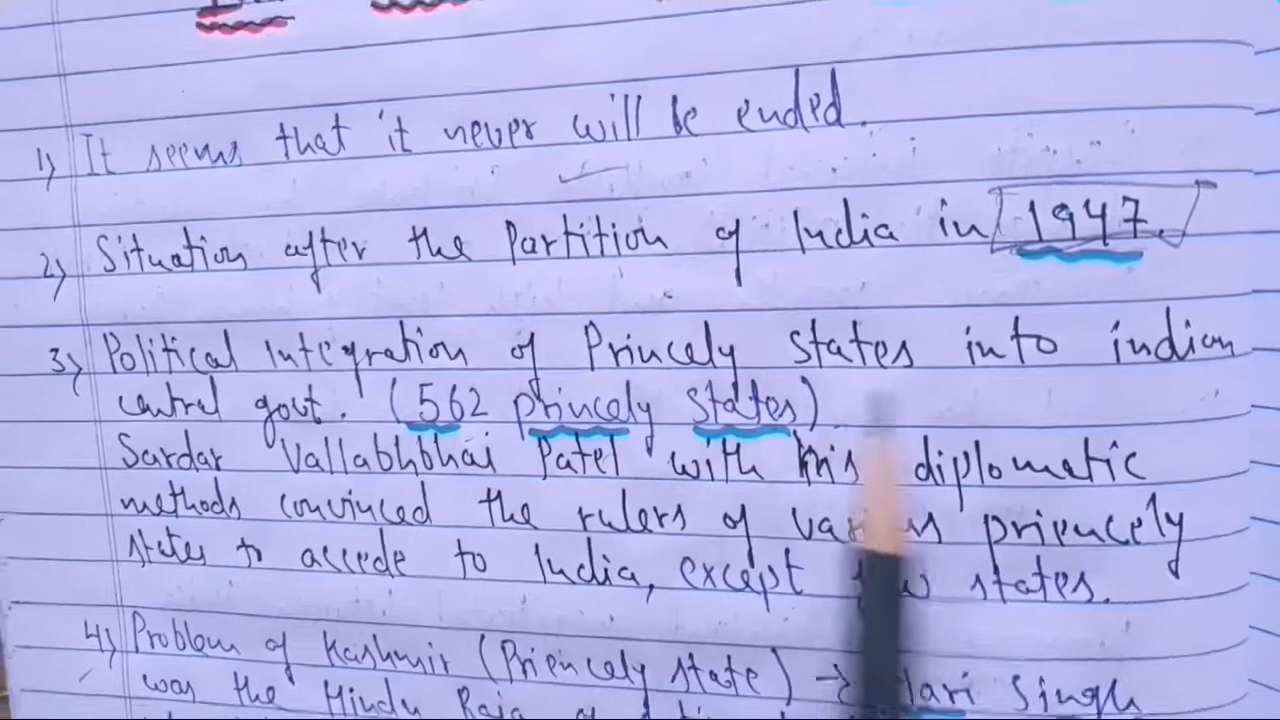 1) It seems that it never will be ended.
2) Situation after the Partition of India in 1947.
3) Political Integration of Princely States into indian
central govt. (562 princely states)
Sardar Vallabhbhai Patel with his diplomatic
methods convinced the rulers of princely
states to accede to India, except states.
4) Problem of Kashmir (Priencely state) → Hari Singh
was the Hindu Raja of